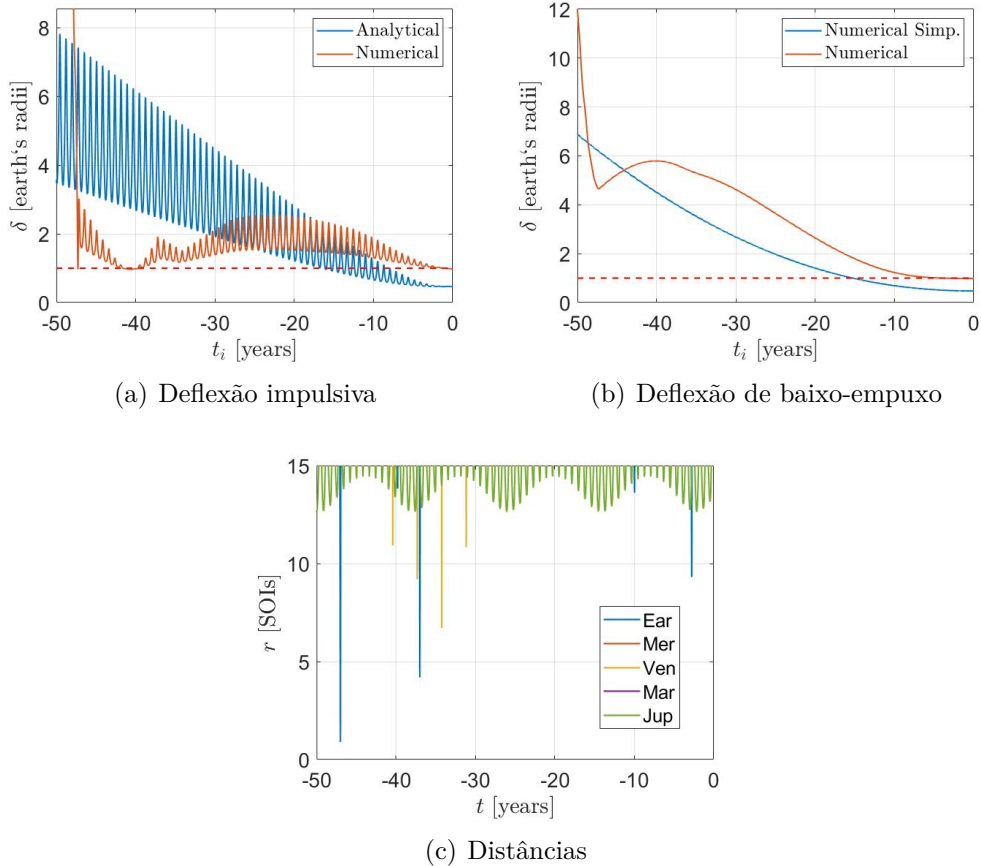 Analytical
Numerical
8
6
4
2
0
δ [earth‘s radii]
-50 -40 -30 -20 -10 0
t_i [years]
(a) Deflexão impulsiva
Numerical Simp.
Numerical
12
10
8
6
4
2
0
δ [earth‘s radii]
-50 -40 -30 -20 -10 0
t_i [years]
(b) Deflexão de baixo-empuxo
15
10
5
0
r [SOIs]
Ear
Mer
Ven
Mar
Jup
-50 -40 -30 -20 -10 0
t [years]
(c) Distâncias